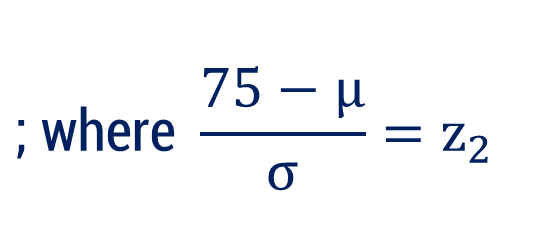 ; where (75 − μ)/σ = z₂